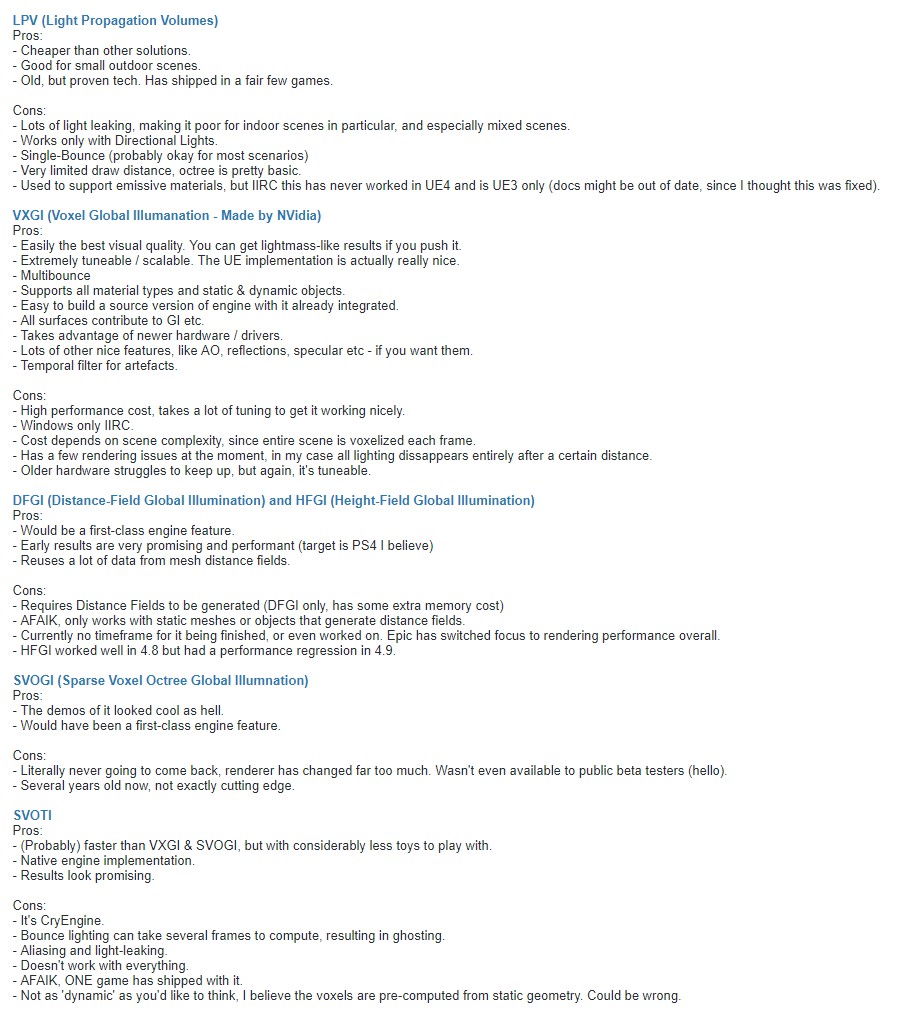 LPV (Light Propagation Volumes)
Pros:
- Cheaper than other solutions.
- Good for small outdoor scenes.
- Old, but proven tech. Has shipped in a fair few games.
Cons:
- Lots of light leaking, making it poor for indoor scenes in particular, and especially mixed scenes.
- Works only with Directional Lights.
- Single-Bounce (probably okay for most scenarios)
- Very limited draw distance, octree is pretty basic.
- Used to support emissive materials, but IIRC this has never worked in UE4 and is UE3 only (docs might be out of date, since I thought this was fixed).
VXGI (Voxel Global Illumanation - Made by NVidia)
Pros:
- Easily the best visual quality. You can get lightmass-like results if you push it.
- Extremely tuneable / scalable. The UE implementation is actually really nice.
- Multibounce
- Supports all material types and static & dynamic objects.
- Easy to build a source version of engine with it already integrated.
- All surfaces contribute to GI etc.
- Takes advantage of newer hardware / drivers.
- Lots of other nice features, like AO, reflections, specular etc - if you want them.
- Temporal filter for artefacts.
Cons:
- High performance cost, takes a lot of tuning to get it working nicely.
- Windows only IIRC.
- Cost depends on scene complexity, since entire scene is voxelized each frame.
- Has a few rendering issues at the moment, in my case all lighting dissappears entirely after a certain distance.
- Older hardware struggles to keep up, but again, it's tuneable.
DFGI (Distance-Field Global Illumination) and HFGI (Height-Field Global Illumination)
Pros:
- Would be a first-class engine feature.
- Early results are very promising and performant (target is PS4 I believe)
- Reuses a lot of data from mesh distance fields.
Cons:
- Requires Distance Fields to be generated (DFGI only, has some extra memory cost)
- AFAIK, only works with static meshes or objects that generate distance fields.
- Currently no timeframe for it being finished, or even worked on. Epic has switched focus to rendering performance overall.
- HFGI worked well in 4.8 but had a performance regression in 4.9.
SVOGI (Sparse Voxel Octree Global Illumnation)
Pros:
- The demos of it looked cool as hell.
- Would have been a first-class engine feature.
Cons:
- Literally never going to come back, renderer has changed far too much. Wasn't even available to public beta testers (hello).
- Several years old now, not exactly cutting edge.
SVOTI
Pros:
- (Probably) faster than VXGI & SVOGI, but with considerably less toys to play with.
- Native engine implementation.
- Results look promising.
Cons:
- It's CryEngine.
- Bounce lighting can take several frames to compute, resulting in ghosting.
- Aliasing and light-leaking.
- Doesn't work with everything.
- AFAIK, ONE game has shipped with it.
- Not as 'dynamic' as you'd like to think, I believe the voxels are pre-computed from static geometry. Could be wrong.